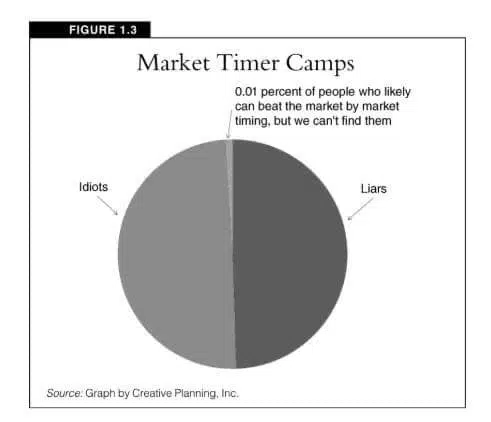 FIGURE 1.3
Market Timer Camps
0.01 percent of people who likely
can beat the market by market
timing, but we can't find them
Idiots
Liars
Source: Graph by Creative Planning, Inc.